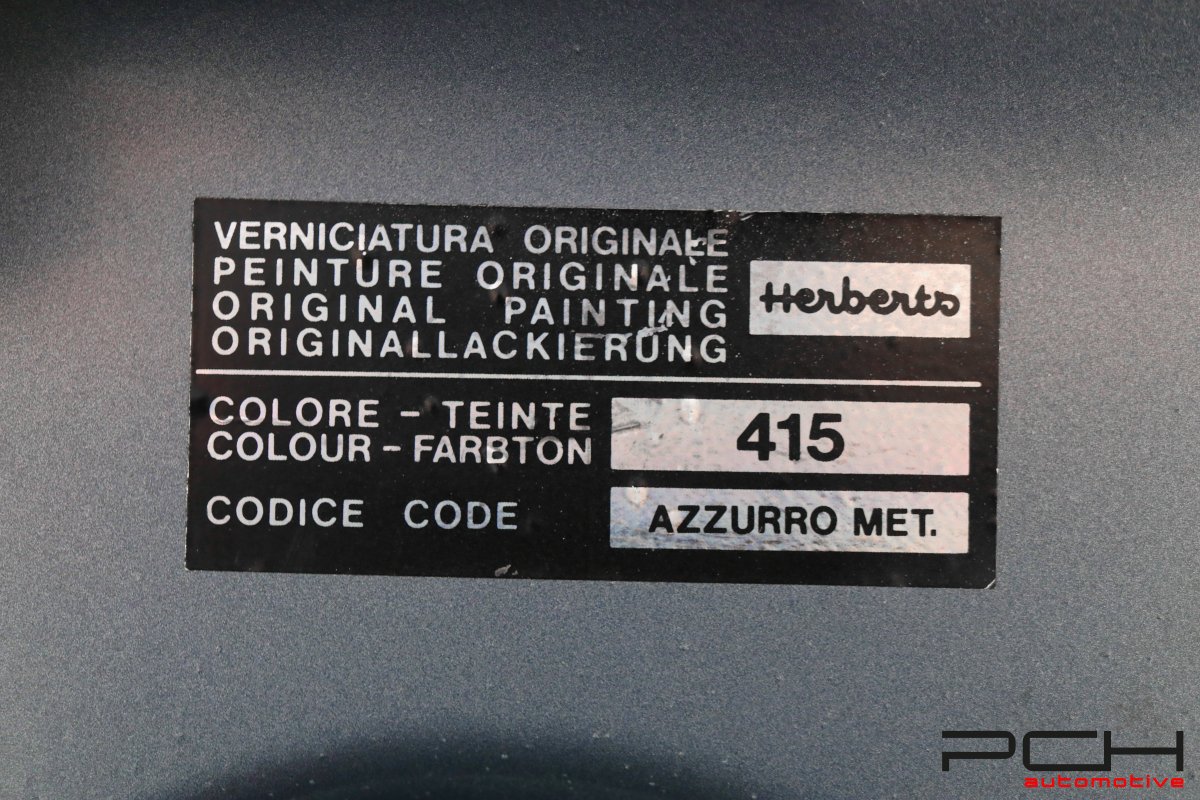 VERNICIATURA ORIGINALE
PEINTURE ORIGINALE
ORIGINAL PAINTING
ORIGINALLACKIERUNG
Herberts
COLORE - TEINTE
COLOUR - FARBTON
415
CODICE CODE
AZZURRO MET.
PCH
automotive